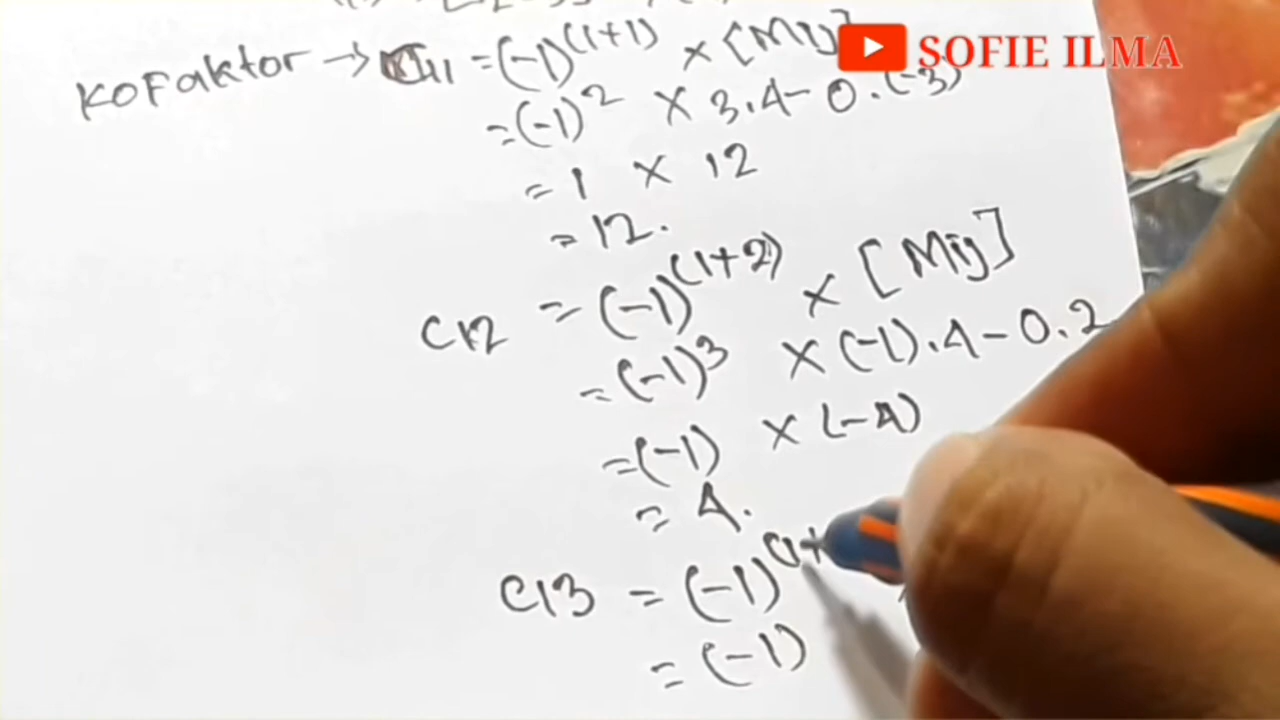 SOFIE ILMA
KOFaktor → C11 = (-1)^(1+1) × [Mij]
= (-1)^2 × 3.4 - 0.(-3)
= 1 × 12
= 12.
C12 = (-1)^(1+2) × [Mij]
= (-1)^3 × (-1).4 - 0.2
= (-1) × (-4)
= 4.
C13 = (-1)^(1+
= (-1)